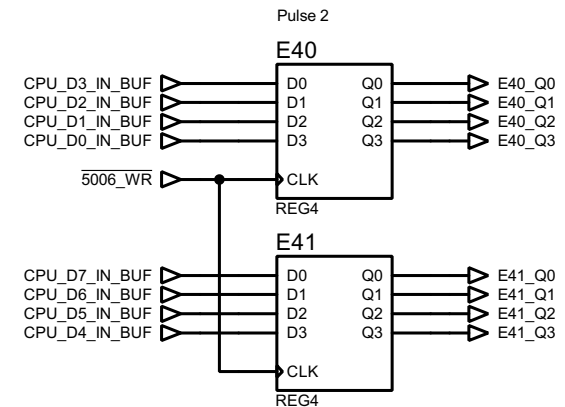 Pulse 2
E40
CPU_D3_IN_BUF D0 Q0 E40_Q0
CPU_D2_IN_BUF D1 Q1 E40_Q1
CPU_D1_IN_BUF D2 Q2 E40_Q2
CPU_D0_IN_BUF D3 Q3 E40_Q3
5006_WR CLK
REG4
E41
CPU_D7_IN_BUF D0 Q0 E41_Q0
CPU_D6_IN_BUF D1 Q1 E41_Q1
CPU_D5_IN_BUF D2 Q2 E41_Q2
CPU_D4_IN_BUF D3 Q3 E41_Q3
CLK
REG4